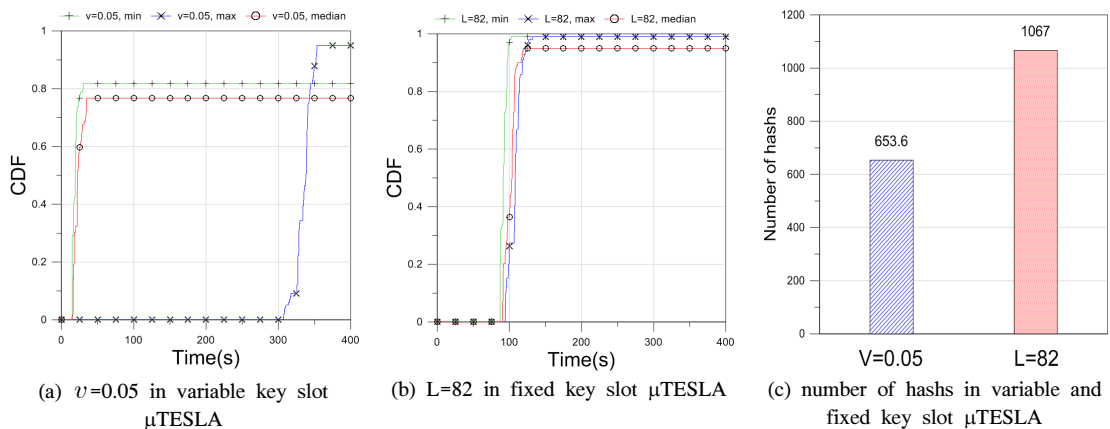 v=0.05, min v=0.05, max v=0.05, median
1
0.8
0.6
0.4
0.2
0
CDF
0 100 200 300 400
Time(s)
(a) v=0.05 in variable key slot
μTESLA
L=82, min L=82, max L=82, median
1
0.8
0.6
0.4
0.2
0
CDF
0 100 200 300 400
Time(s)
(b) L=82 in fixed key slot μTESLA
1200
1000
800
600
400
200
0
Number of hashs
653.6
1067
V=0.05 L=82
(c) number of hashs in variable and
fixed key slot μTESLA